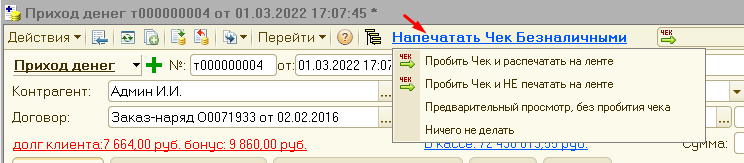 Приход денег т000000004 от 01.03.2022 17:07:45 *
Действия Перейти Напечатать Чек Безналичными ЧЕК
Приход денег №: т000000004 от: 01.03.2022 17:07:4
ЧЕК Пробить Чек и распечатать на ленте
Контрагент: Админ И.И.
ЧЕК Пробить Чек и НЕ печатать на ленте
Договор: Заказ-наряд О0071933 от 02.02.2016
Предварительный просмотр, без пробития чека
Ничего не делать
долг клиента:7 664,00 руб. бонус: 9 860,00 руб.
Сумма: